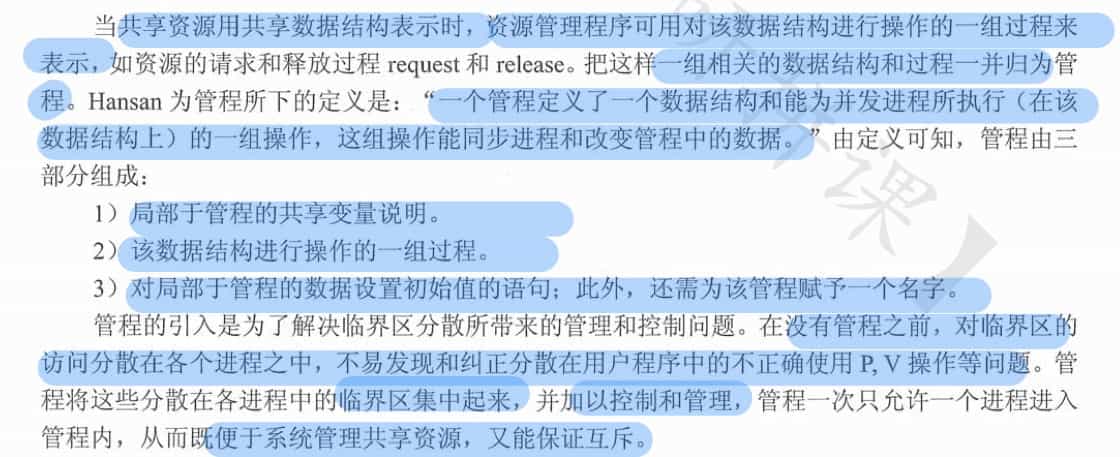 当共享资源用共享数据结构表示时，资源管理程序可用对该数据结构进行操作的一组过程来
表示，如资源的请求和释放过程 request 和 release。把这样一组相关的数据结构和过程一并归为管
程。Hansan 为管程所下的定义是：“一个管程定义了一个数据结构和能为并发进程所执行（在该
数据结构上）的一组操作，这组操作能同步进程和改变管程中的数据。”由定义可知，管程由三
部分组成：
1）局部于管程的共享变量说明。
2）该数据结构进行操作的一组过程。
3）对局部于管程的数据设置初始值的语句；此外，还需为该管程赋予一个名字。
管程的引入是为了解决临界区分散所带来的管理和控制问题。在没有管程之前，对临界区的
访问分散在各个进程之中，不易发现和纠正分散在用户程序中的不正确使用 P, V 操作等问题。管
程将这些分散在各进程中的临界区集中起来，并加以控制和管理，管程一次只允许一个进程进入
管程内，从而既便于系统管理共享资源，又能保证互斥。
课】